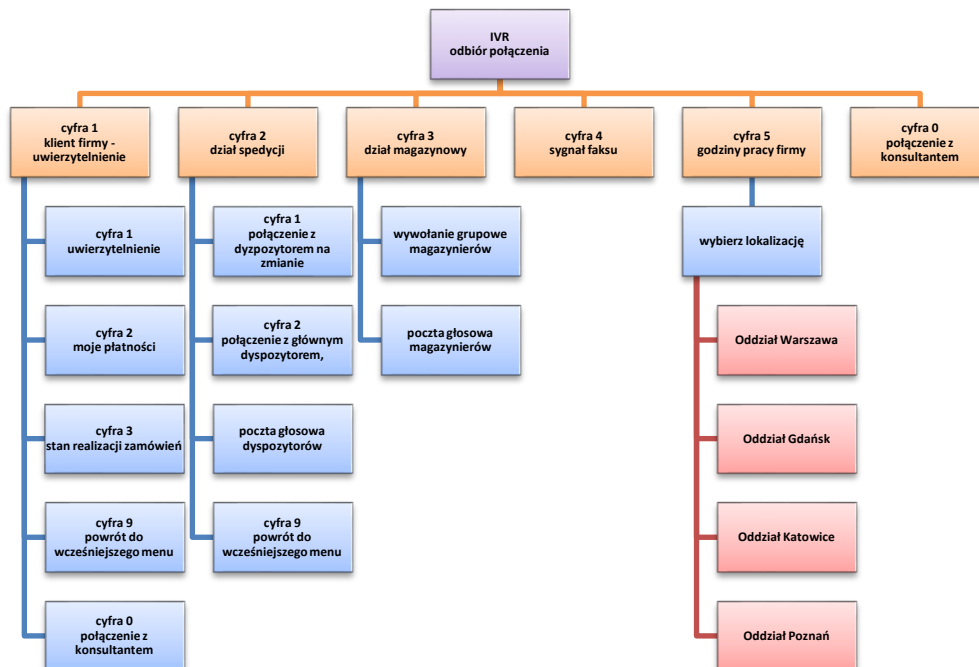 IVR
odbiór połączenia
cyfra 1
klient firmy -
uwierzytelnienie
cyfra 2
dział spedycji
cyfra 3
dział magazynowy
cyfra 4
sygnał faksu
cyfra 5
godziny pracy firmy
cyfra 0
połączenie z
konsultantem
cyfra 1
uwierzytelnienie
cyfra 2
moje płatności
cyfra 3
stan realizacji zamówień
cyfra 9
powrót do
wcześniejszego menu
cyfra 0
połączenie z
konsultantem
cyfra 1
połączenie z
dyzpozytorem na
zmianie
cyfra 2
połączenie z głównym
dyspozytorem,
poczta głosowa
dyspozytorów
cyfra 9
powrót do
wcześniejszego menu
wywołanie grupowe
magazynierów
poczta głosowa
magazynierów
wybierz lokalizację
Oddział Warszawa
Oddział Gdańsk
Oddział Katowice
Oddział Poznań